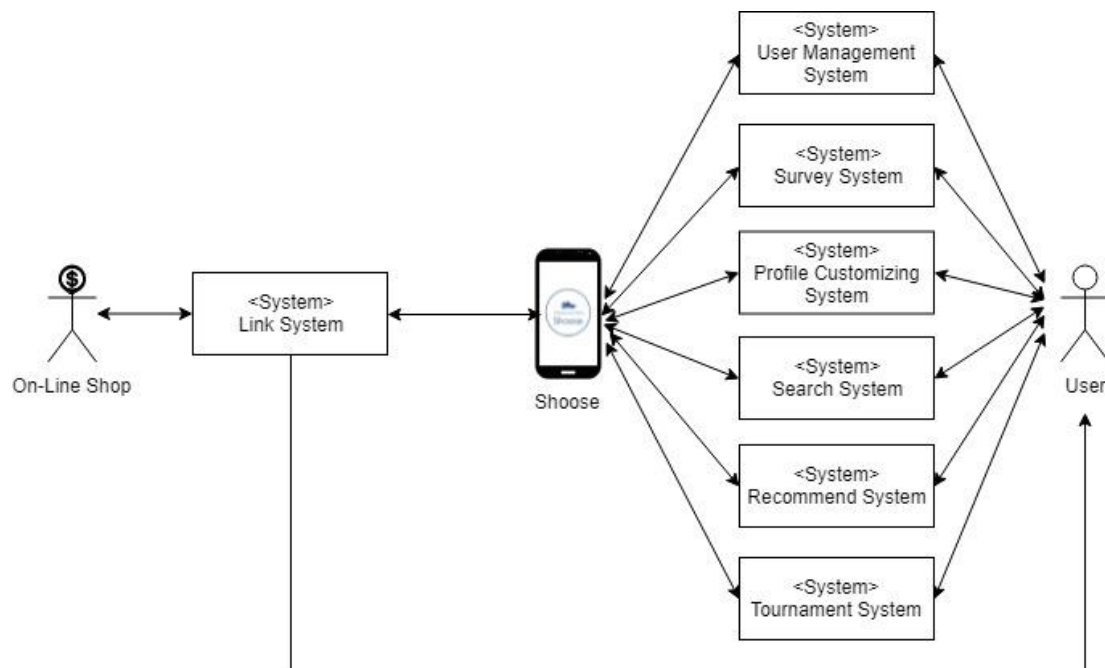 <System>
User Management
System
<System>
Survey System
<System>
Profile Customizing
System
<System>
Link System
On-Line Shop
Shoose
Shoose
<System>
Search System
User
<System>
Recommend System
<System>
Tournament System